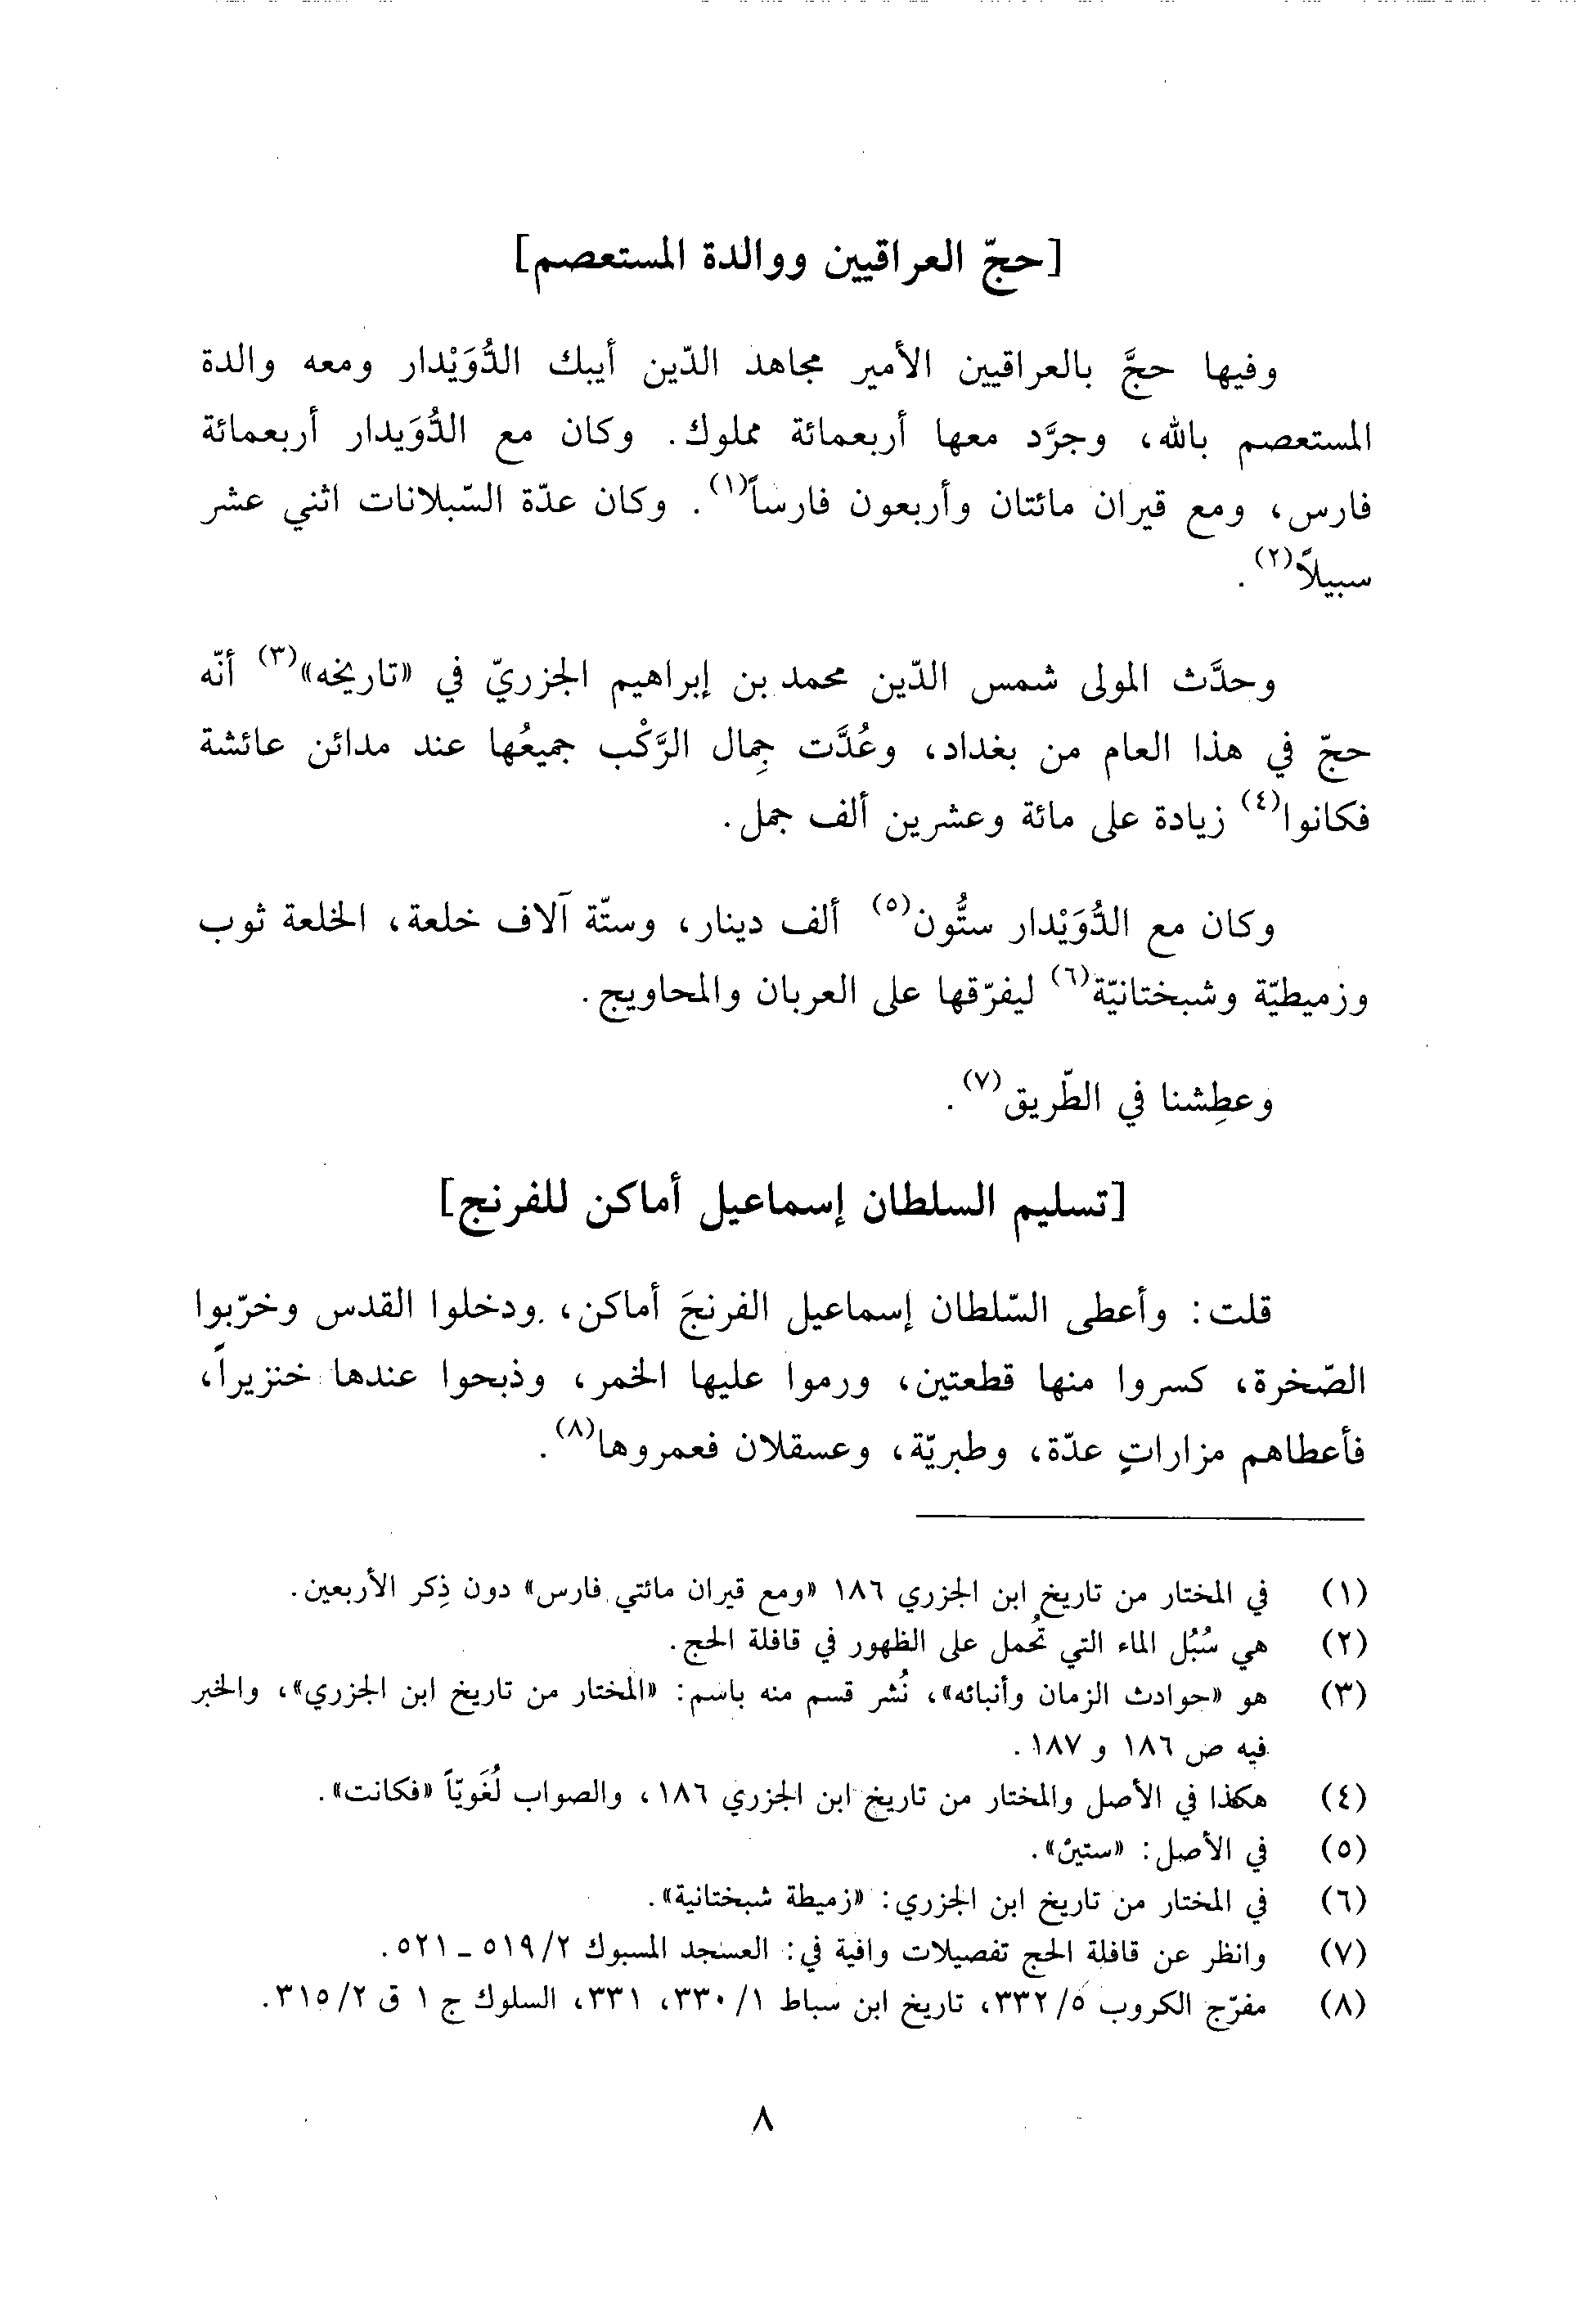 [حجّ العراقيين ووالدة المستعصم]
وفيها حجَّ بالعراقيين الأمير مجاهد الدّين أيبك الدُّوَيْدار ومعه والدة
المستعصم بالله، وجرَّد معها أربعمائة مملوك. وكان مع الدُّوَيدار أربعمائة
فارس، ومع قيران مائتان وأربعون فارساً(١). وكان عدّة السّبلانات اثني عشر
سبيلاً(٢).
وحدَّث المولى شمس الدّين محمد بن إبراهيم الجزريّ في «تاريخه»(٣) أنّه
حجّ في هذا العام من بغداد، وعُدَّت جِمال الرَّكْب جميعُها عند مدائن عائشة
فكانوا(٤) زيادة على مائة وعشرين ألف جمل.
وكان مع الدُّوَيْدار ستُّون(٥) ألف دينار، وستّة آلاف خلعة، الخلعة ثوب
وزميطيّة وشبختانيّة(٦) ليفرّقها على العربان والمحاويج.
وعطِشنا في الطّريق(٧).
[تسليم السلطان إسماعيل أماكن للفرنج]
قلت: وأعطى السّلطان إسماعيل الفرنجَ أماكن، ودخلوا القدس وخرّبوا
الصّخرة، كسروا منها قطعتين، ورموا عليها الخمر، وذبحوا عندها خنزيراً،
فأعطاهم مزاراتٍ عدّة، وطبريّة، وعسقلان فعمروها(٨).
(١) في المختار من تاريخ ابن الجزري ١٨٦ «ومع قيران مائتي فارس» دون ذِكر الأربعين.
(٢) هي سُبُل الماء التي تُحمل على الظهور في قافلة الحج.
(٣) هو «حوادث الزمان وأنبائه»، نُشر قسم منه باسم: «المختار من تاريخ ابن الجزري»، والخبر
فيه ص ١٨٦ و ١٨٧.
(٤) هكذا في الأصل والمختار من تاريخ ابن الجزري ١٨٦، والصواب لُغَويّاً «فكانت».
(٥) في الأصل: «ستين».
(٦) في المختار من تاريخ ابن الجزري: «زميطة شبختانية».
(٧) وانظر عن قافلة الحج تفصيلات وافية في: العسجد المسبوك ٢/ ٥١٩ ـ ٥٢١.
(٨) مفرّج الكروب ٥/ ٣٣٢، تاريخ ابن سباط ١/ ٣٣٠، ٣٣١، السلوك ج ١ ق ٢/ ٣١٥.
٨